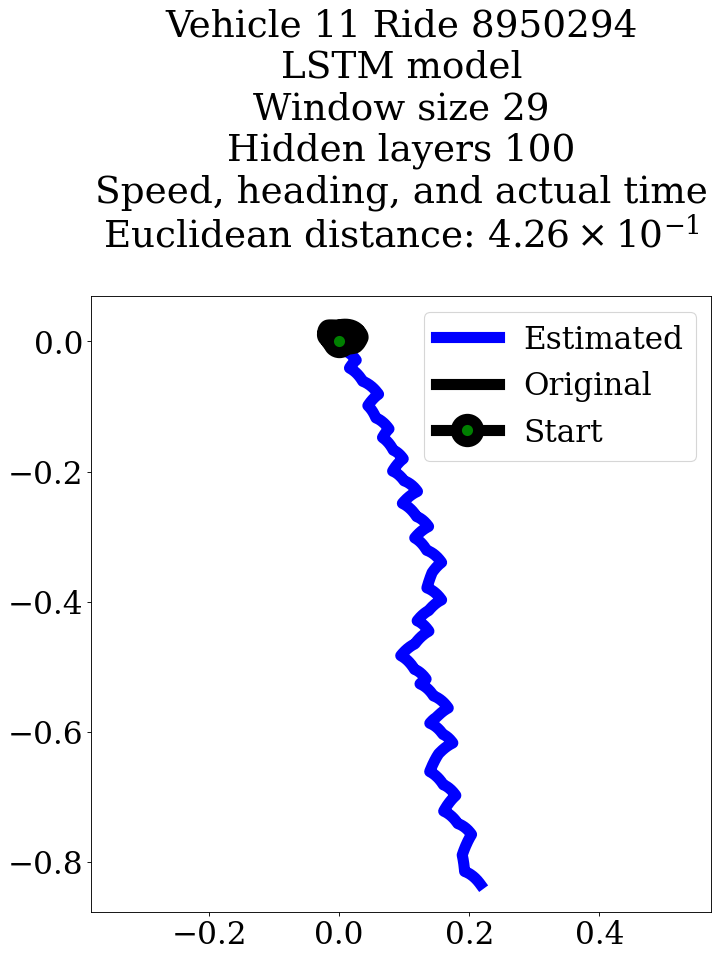 Vehicle 11 Ride 8950294
LSTM model
Window size 29
Hidden layers 100
Speed, heading, and actual time
Euclidean distance: 4.26 × 10⁻¹
Estimated
Original
Start
0.0
−0.2
−0.4
−0.6
−0.8
−0.2 0.0 0.2 0.4